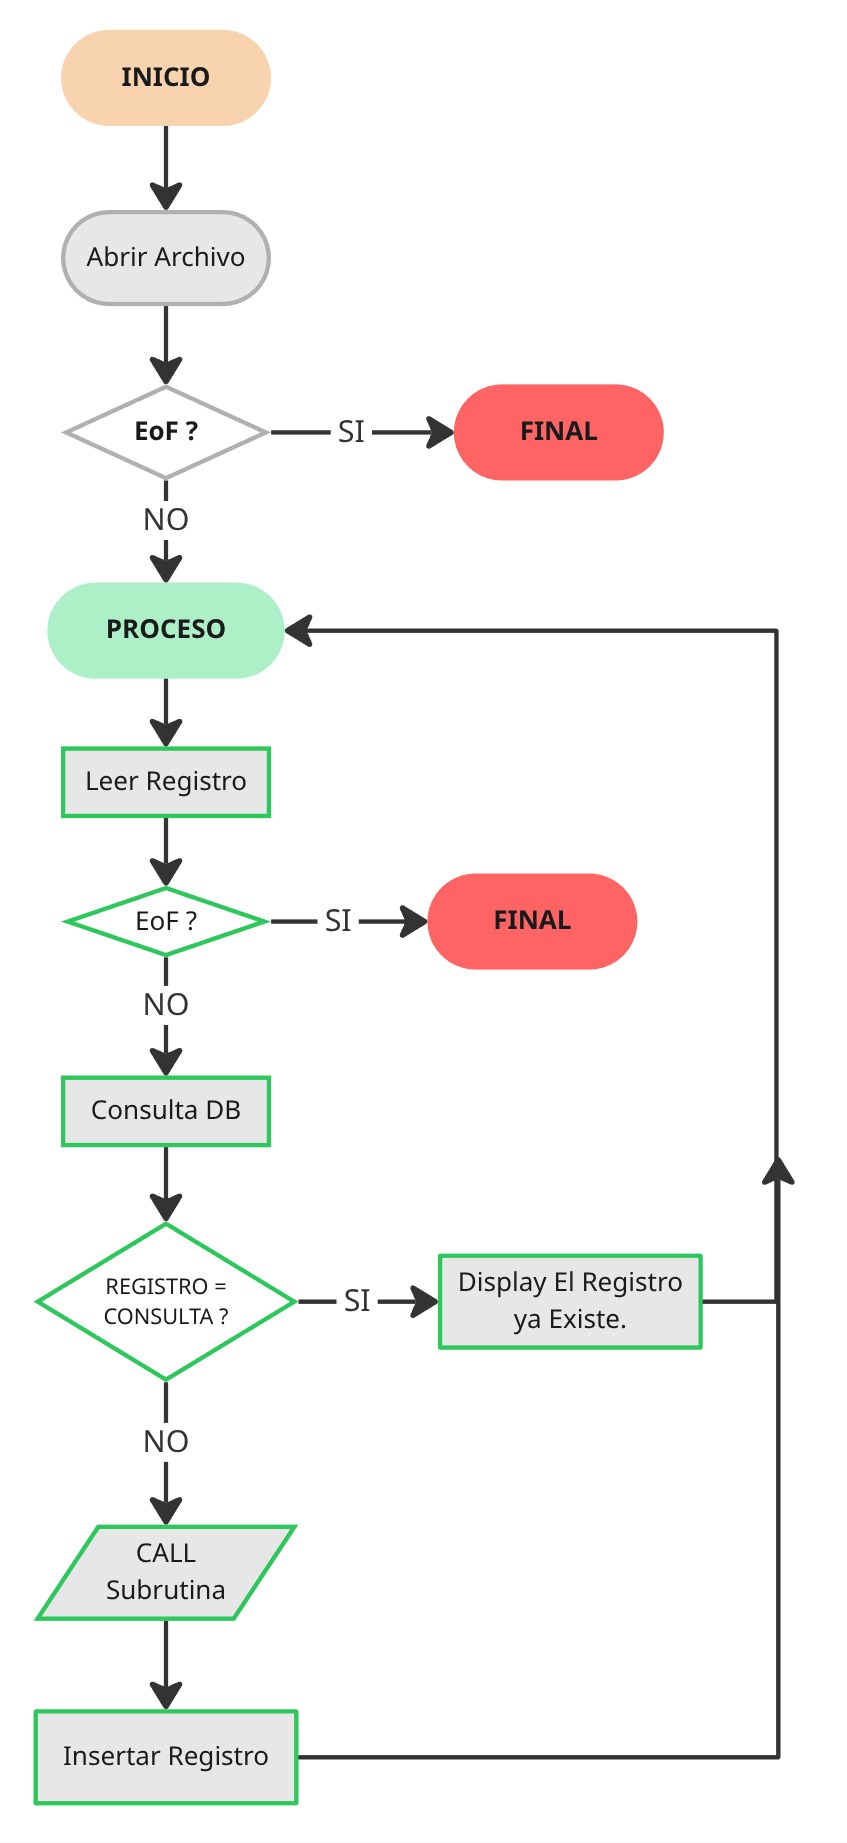 INICIO
Abrir Archivo
EoF ?
SI
FINAL
NO
PROCESO
Leer Registro
EoF ?
SI
FINAL
NO
Consulta DB
REGISTRO =
CONSULTA ?
SI
Display El Registro
ya Existe.
NO
CALL
Subrutina
Insertar Registro